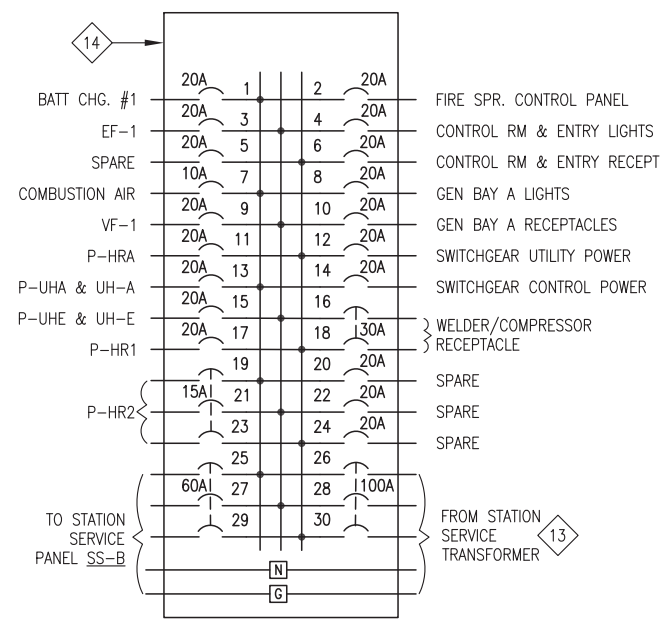 14
20A 1 2 20A
BATT CHG. #1 FIRE SPR. CONTROL PANEL
20A 3 4 20A
EF-1 CONTROL RM & ENTRY LIGHTS
20A 5 6 20A
SPARE CONTROL RM & ENTRY RECEPT
10A 7 8 20A
COMBUSTION AIR GEN BAY A LIGHTS
20A 9 10 20A
VF-1 GEN BAY A RECEPTACLES
20A 11 12 20A
P-HRA SWITCHGEAR UTILITY POWER
20A 13 14 20A
P-UHA & UH-A SWITCHGEAR CONTROL POWER
20A 15 16
P-UHE & UH-E WELDER/COMPRESSOR
20A 17 18 30A
P-HR1 RECEPTACLE
19 20 20A
SPARE
15A 21 22 20A
P-HR2 SPARE
23 24 20A
SPARE
25 26
60A 27 28 100A
TO STATION FROM STATION
29 30
SERVICE SERVICE 13
PANEL SS-B TRANSFORMER
N
G